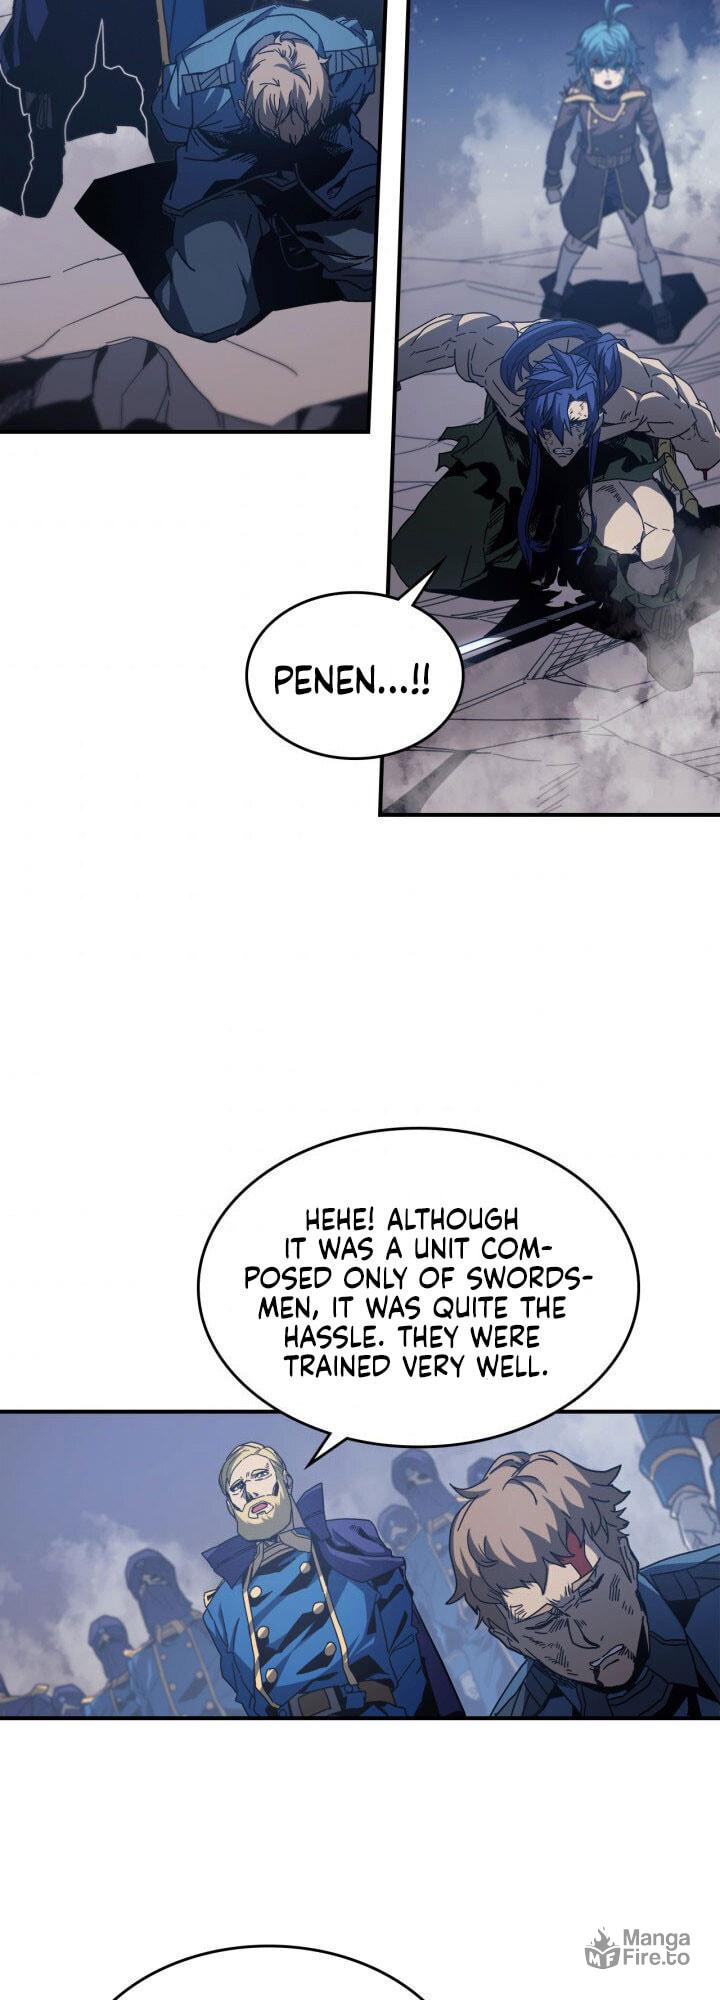 PENEN...!!
HEHE! ALTHOUGH
IT WAS A UNIT COM-
POSED ONLY OF SWORDS-
MEN, IT WAS QUITE THE
HASSLE. THEY WERE
TRAINED VERY WELL.
Manga
MF Fire.to